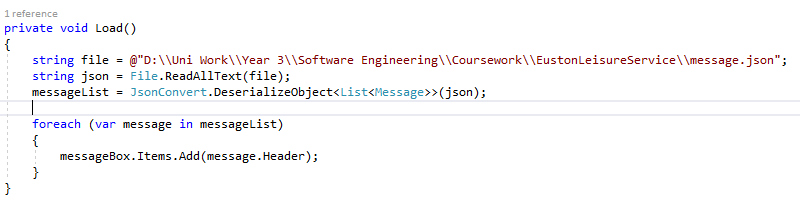 1 reference
private void Load()
{
string file = @"D:\\Uni Work\\Year 3\\Software Engineering\\Coursework\\EustonLeisureService\\message.json";
string json = File.ReadAllText(file);
messageList = JsonConvert.DeserializeObject<List<Message>>(json);
foreach (var message in messageList)
{
messageBox.Items.Add(message.Header);
}
}